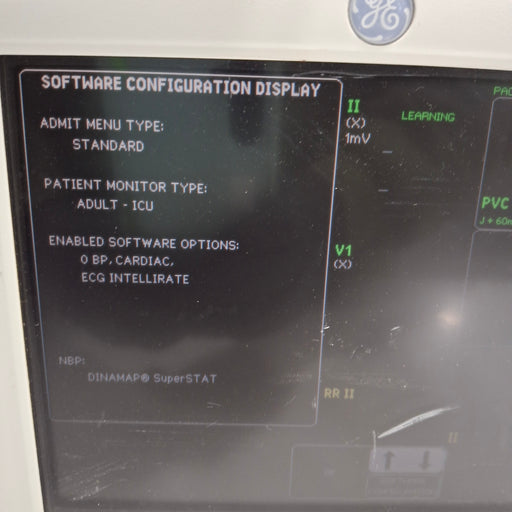 GE
SOFTWARE CONFIGURATION DISPLAY
ADMIT MENU TYPE:
STANDARD
PATIENT MONITOR TYPE:
ADULT - ICU
ENABLED SOFTWARE OPTIONS:
0 BP, CARDIAC,
ECG INTELLIRATE
NBP:
DINAMAP® SuperSTAT
II
(X)
1mV
LEARNING
V1
(X)
RR II
II
PVC